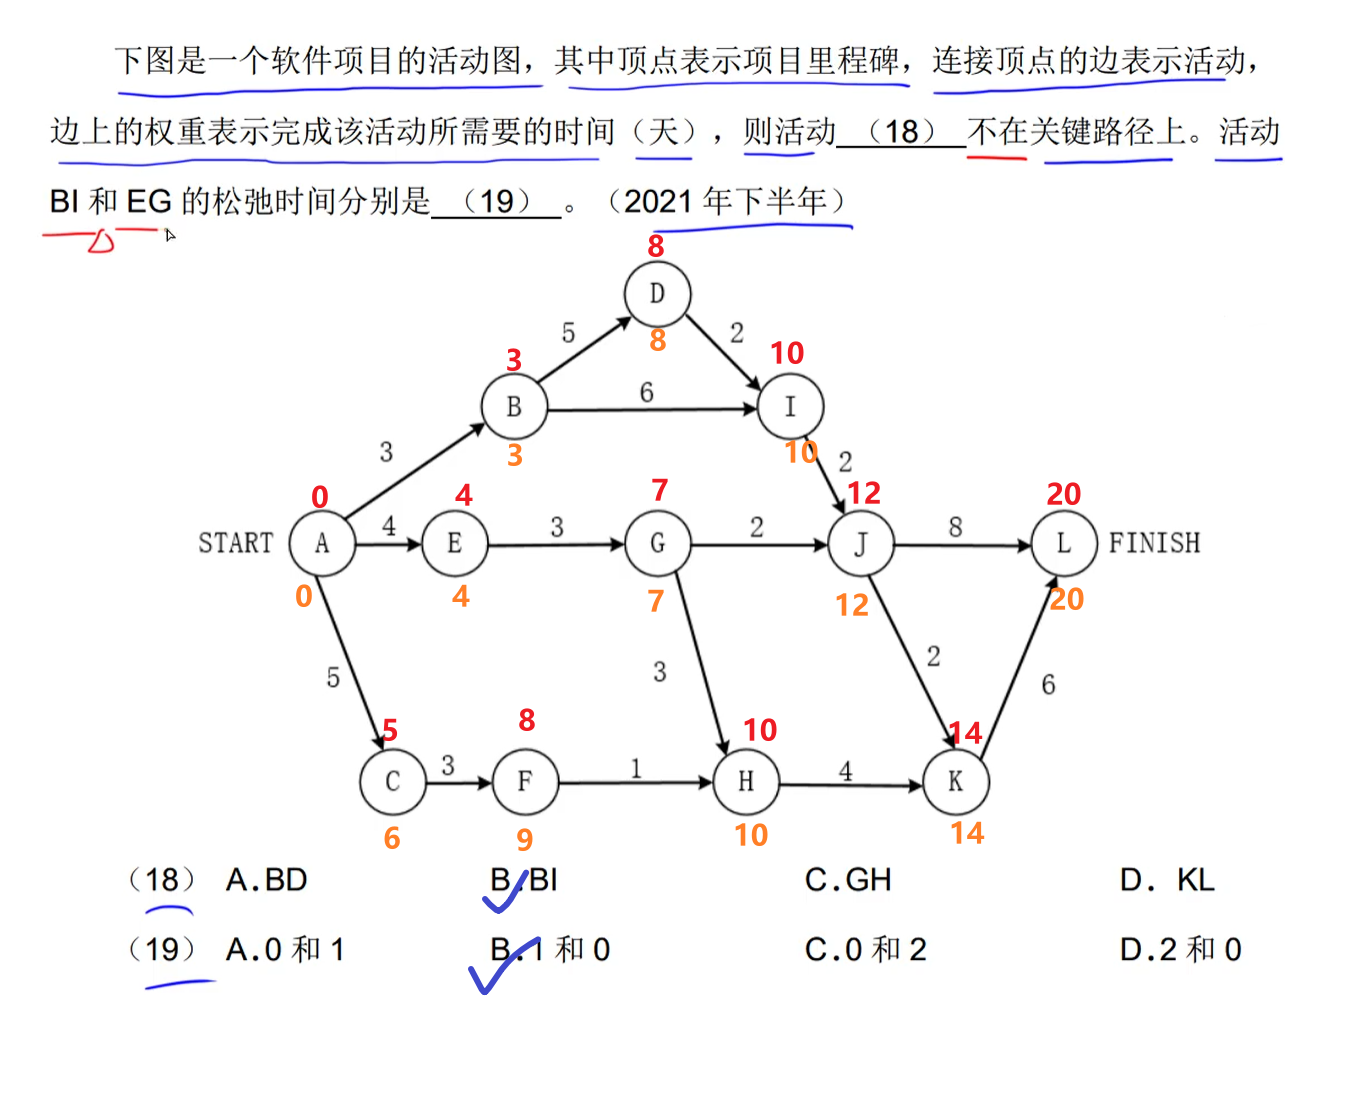 下图是一个软件项目的活动图，其中顶点表示项目里程碑，连接顶点的边表示活动，
边上的权重表示完成该活动所需要的时间（天），则活动（18）不在关键路径上。活动
BI 和 EG 的松弛时间分别是（19）。（2021 年下半年）
8
D
5
8
2
3
10
B
6
I
3
3
10
2
0
4
7
12
20
START
A
4
E
3
G
2
J
8
L
FINISH
0
4
7
12
20
5
3
2
6
5
8
10
14
C
3
F
1
H
4
K
6
9
10
14
（18） A.BD B.BI C.GH D. KL
（19） A.0 和 1 B.1 和 0 C.0 和 2 D.2 和 0